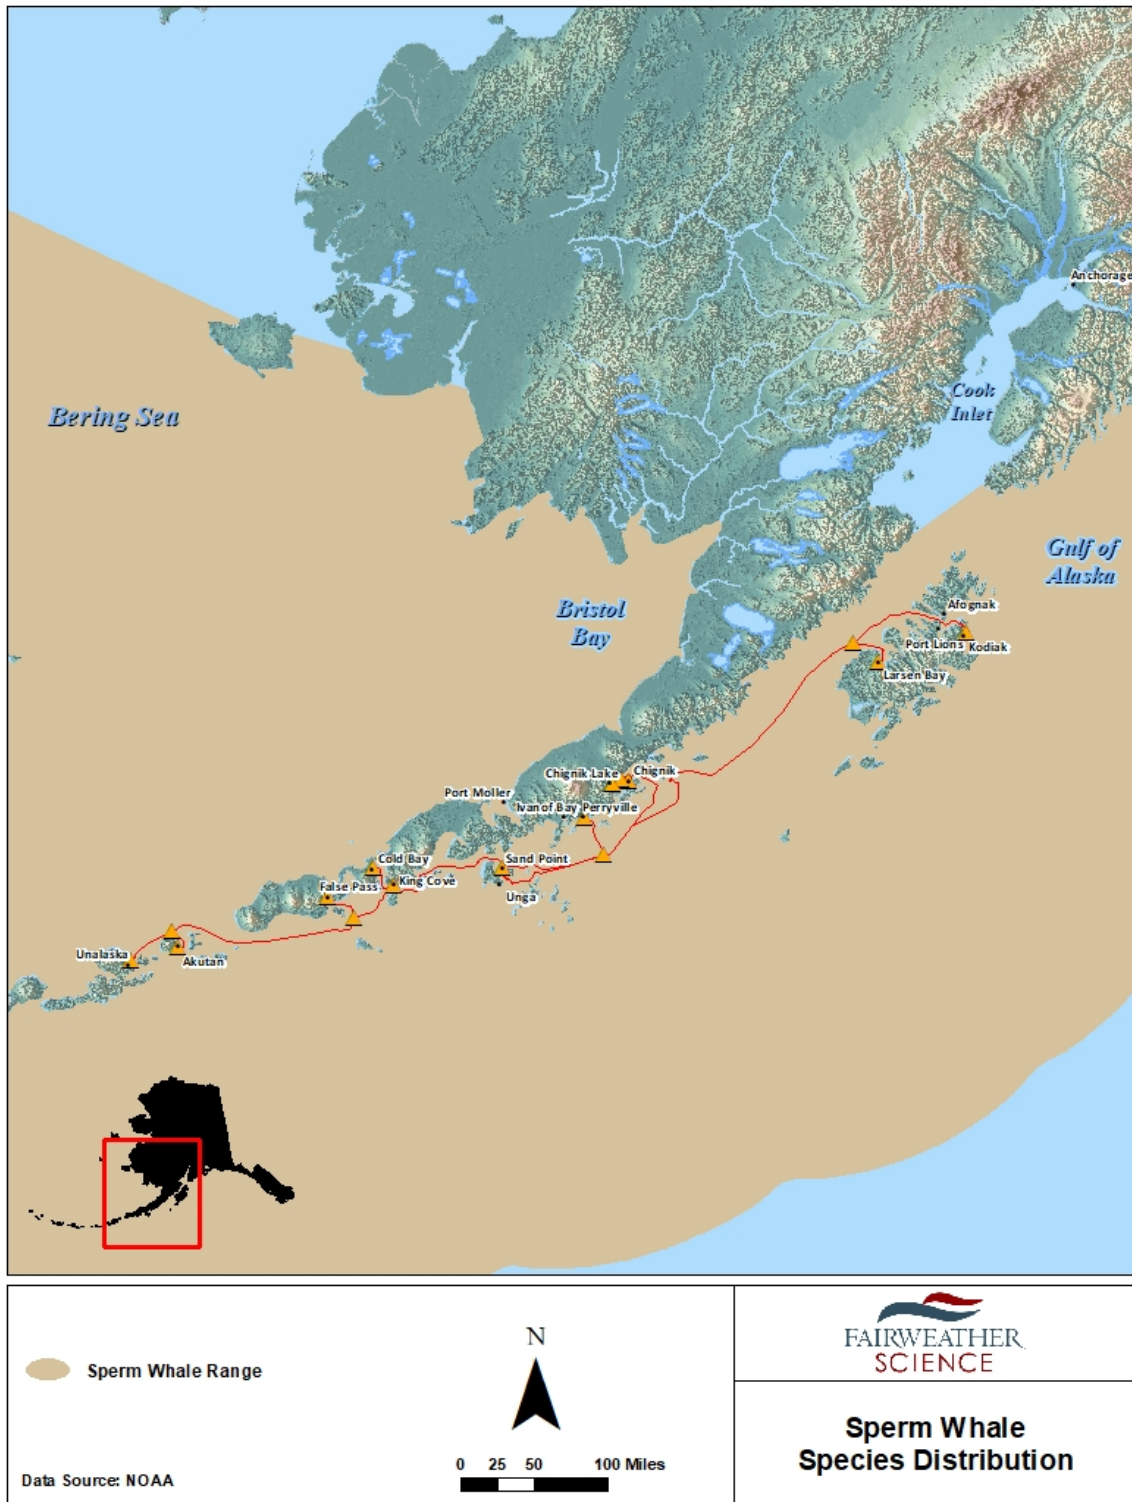 Anchorage
Cook
Inlet
Bering Sea
Gulf of
Alaska
Bristol
Bay
Afognak
Port Lions
Kodiak
Larsen Bay
Chignik Lake
Chignik
Port Moller
Ivanof Bay
Perryville
Cold Bay
Sand Point
False Pass
King Cove
Unga
Unalaska
Akutan
Sperm Whale Range
N
0 25 50 100 Miles
Data Source: NOAA
FAIRWEATHER
SCIENCE
Sperm Whale
Species Distribution